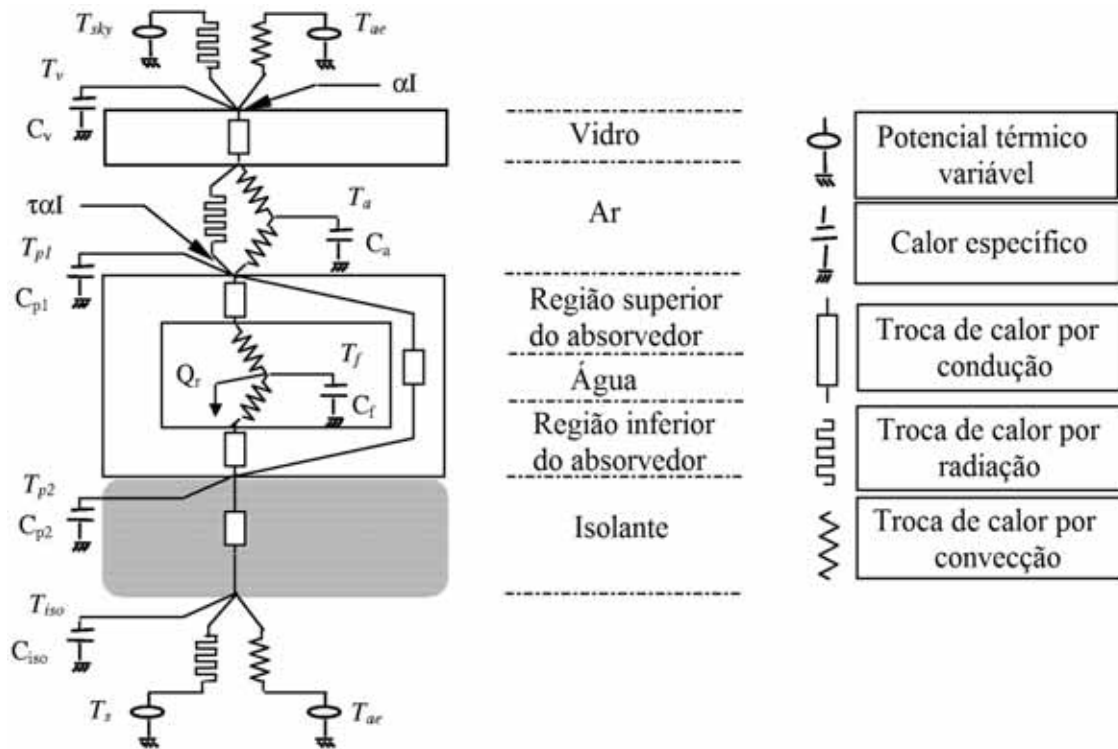 T_sky
T_ae
T_v
αI
C_v
ταI
T_a
C_a
T_p1
C_p1
T_f
Q_r
C_f
T_p2
C_p2
T_iso
C_iso
T_s
T_ae
Vidro
Ar
Região superior
do absorvedor
Água
Região inferior
do absorvedor
Isolante
Potencial térmico
variável
Calor específico
Troca de calor por
condução
Troca de calor por
radiação
Troca de calor por
convecção